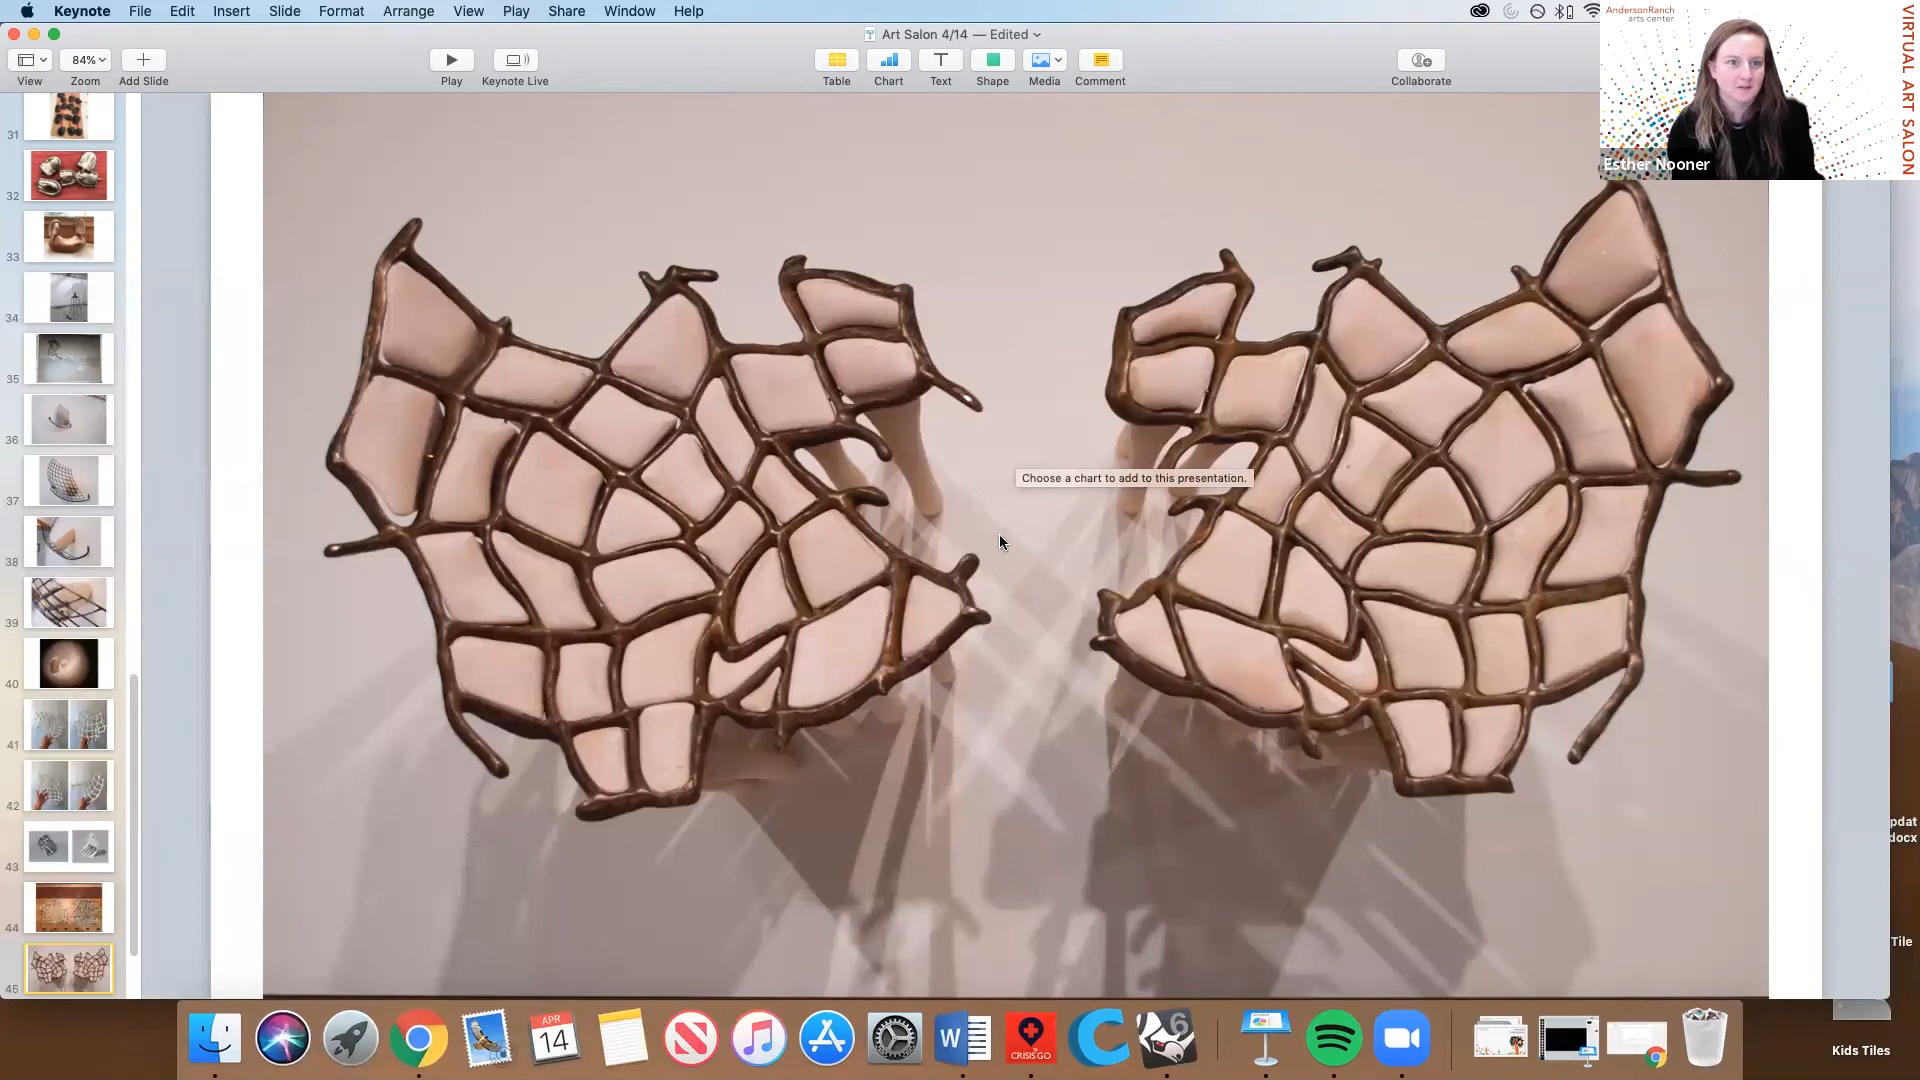 Keynote File Edit Insert Slide Format Arrange View Play Share Window Help
Art Salon 4/14 — Edited
84%
View Zoom Add Slide Play Keynote Live Table Chart Text Shape Media Comment Collaborate
AndersonRanch
arts center
VIRTUAL ART SALON
Esther Nooner
31
32
33
34
35
36
37
38
39
40
41
42
43
44
45
Choose a chart to add to this presentation.
pdat
docx
Tile
APR
14
W
CRISIS GO
6
Kids Tiles